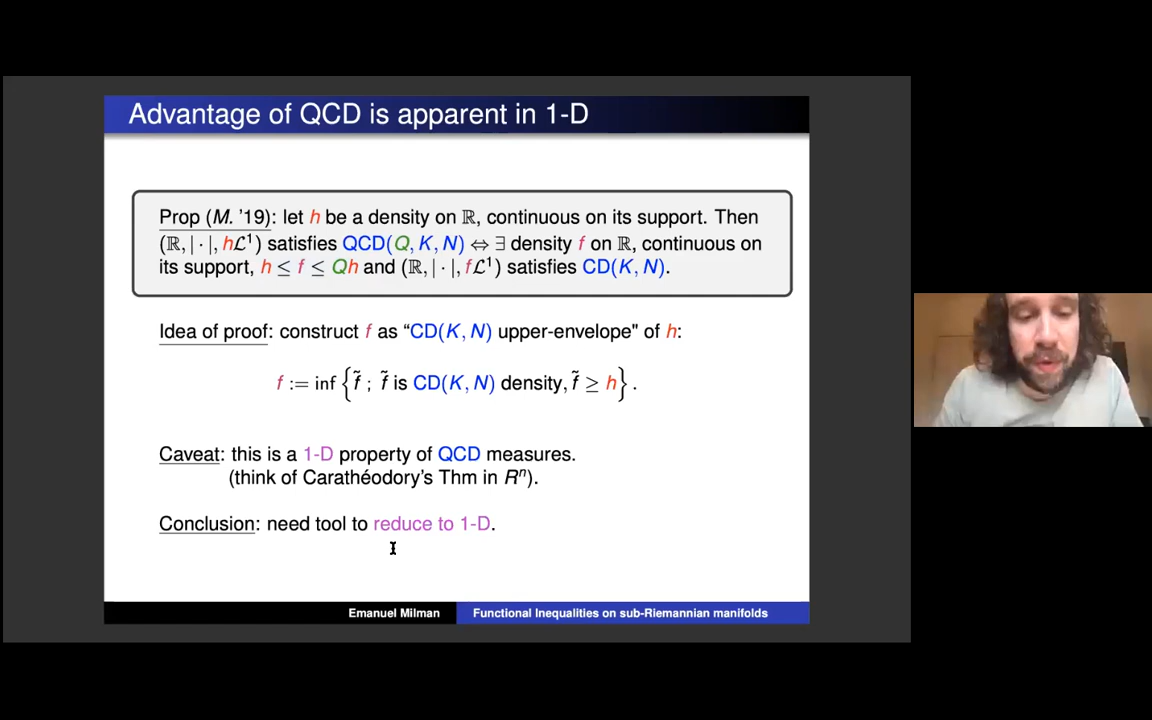 Advantage of QCD is apparent in 1-D
Prop (M. '19): let h be a density on ℝ, continuous on its support. Then
(ℝ, | · |, hℒ¹) satisfies QCD(Q, K, N) ⇔ ∃ density f on ℝ, continuous on
its support, h ≤ f ≤ Qh and (ℝ, | · |, fℒ¹) satisfies CD(K, N).
Idea of proof: construct f as “CD(K, N) upper-envelope" of h:
f := inf { f̃ ; f̃ is CD(K, N) density, f̃ ≥ h } .
Caveat: this is a 1-D property of QCD measures.
(think of Carathéodory's Thm in Rⁿ).
Conclusion: need tool to reduce to 1-D.
Emanuel Milman Functional Inequalities on sub-Riemannian manifolds